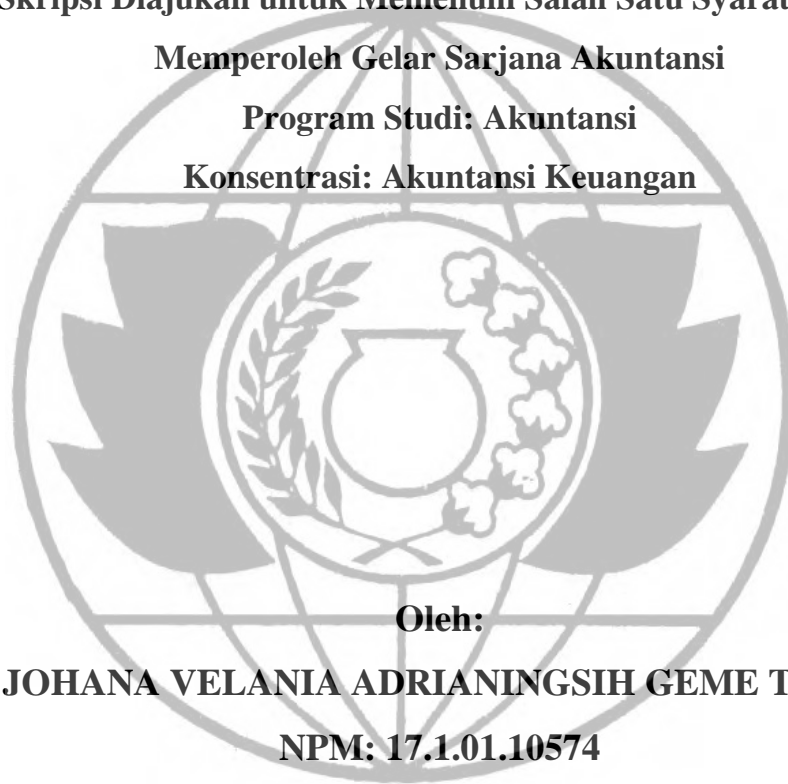 Skripsi Diajukan untuk Memenuhi Salah Satu Syarat
Memperoleh Gelar Sarjana Akuntansi
Program Studi: Akuntansi
Konsentrasi: Akuntansi Keuangan
Oleh:
JOHANA VELANIA ADRIANINGSIH GEME
NPM: 17.1.01.10574